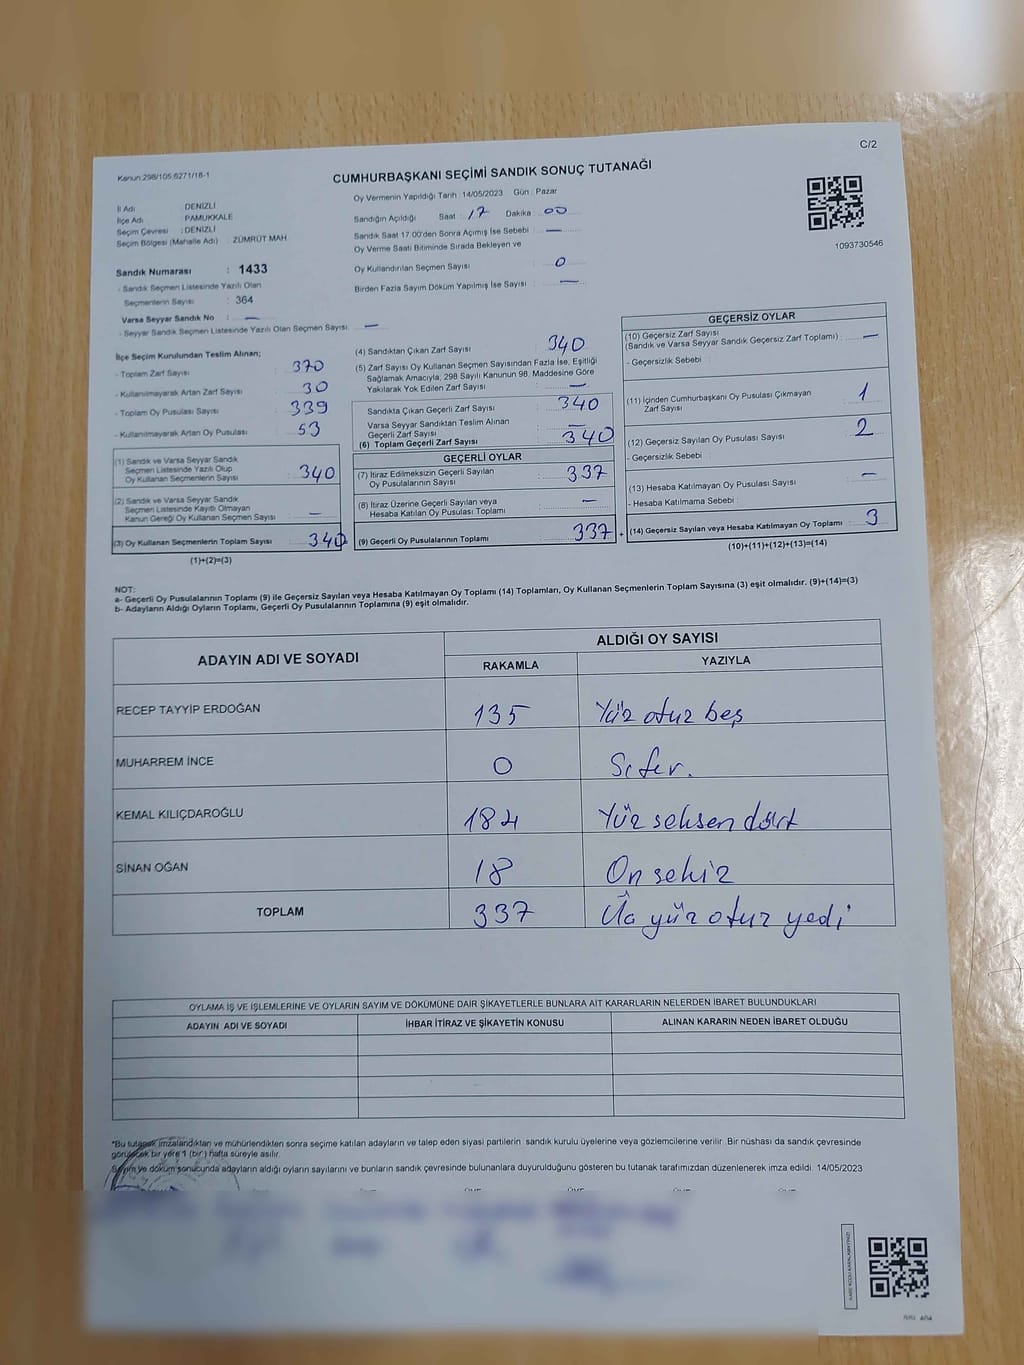 C/2
Kanun 298/105,6271/18-1
CUMHURBAŞKANI SEÇİMİ SANDIK SONUÇ TUTANAĞI
İl Adı : DENİZLİ
İlçe Adı : PAMUKKALE
Seçim Çevresi : DENİZLİ
Seçim Bölgesi (Mahalle Adı) : ZÜMRÜT MAH
Sandık Numarası : 1433
- Sandık Seçmen Listesinde Yazılı Olan
Seçmenlerin Sayısı : 364
Varsa Seyyar Sandık No : —
- Seyyar Sandık Seçmen Listesinde Yazılı Olan Seçmen Sayısı: —
Oy Vermenin Yapıldığı Tarih : 14/05/2023 Gün : Pazar
Sandığın Açıldığı Saat : 17 Dakika : 00
Sandık Saat 17.00'den Sonra Açımış İse Sebebi : —
Oy Verme Saati Bitiminde Sırada Bekleyen ve
Oy Kullandırılan Seçmen Sayısı : 0
Birden Fazla Sayım Döküm Yapılmış İse Sayısı : —
1093730546
İlçe Seçim Kurulundan Teslim Alınan;
- Toplam Zarf Sayısı : 370
- Kullanılmayarak Artan Zarf Sayısı : 30
- Toplam Oy Pusulası Sayısı : 339
- Kullanılmayarak Artan Oy Pusulası : 53
(1) Sandık ve Varsa Seyyar Sandık
Seçmen Listesinde Yazılı Olup
Oy Kullanan Seçmenlerin Sayısı : 340
(2) Sandık ve Varsa Seyyar Sandık
Seçmen Listesinde Kayıtlı Olmayan
Kanun Gereği Oy Kullanan Seçmen Sayısı : —
(3) Oy Kullanan Seçmenlerin Toplam Sayısı : 340
(1)+(2)=(3)
(4) Sandıktan Çıkan Zarf Sayısı : 340
(5) Zarf Sayısı Oy Kullanan Seçmen Sayısından Fazla İse, Eşitliği
Sağlamak Amacıyla, 298 Sayılı Kanunun 98. Maddesine Göre
Yakılarak Yok Edilen Zarf Sayısı : —
Sandıkta Çıkan Geçerli Zarf Sayısı : 340
Varsa Seyyar Sandıktan Teslim Alınan
Geçerli Zarf Sayısı : —
(6) Toplam Geçerli Zarf Sayısı : 340
GEÇERLİ OYLAR
(7) İtiraz Edilmeksizin Geçerli Sayılan
Oy Pusulalarının Sayısı : 337
(8) İtiraz Üzerine Geçerli Sayılan veya
Hesaba Katılan Oy Pusulası Toplamı : —
(9) Geçerli Oy Pusulalarının Toplamı : 337 +
GEÇERSİZ OYLAR
(10) Geçersiz Zarf Sayısı
(Sandık ve Varsa Seyyar Sandık Geçersiz Zarf Toplamı) : —
- Geçersizlik Sebebi :
(11) İçinden Cumhurbaşkanı Oy Pusulası Çıkmayan
Zarf Sayısı : 1
(12) Geçersiz Sayılan Oy Pusulası Sayısı : 2
- Geçersizlik Sebebi :
(13) Hesaba Katılmayan Oy Pusulası Sayısı : —
- Hesaba Katılmama Sebebi :
(14) Geçersiz Sayılan veya Hesaba Katılmayan Oy Toplamı : 3
(10)+(11)+(12)+(13)=(14)
NOT:
a- Geçerli Oy Pusulalarının Toplamı (9) ile Geçersiz Sayılan veya Hesaba Katılmayan Oy Toplamı (14) Toplamları, Oy Kullanan Seçmenlerin Toplam Sayısına (3) eşit olmalıdır. (9)+(14)=(3)
b- Adayların Aldığı Oyların Toplamı, Geçerli Oy Pusulalarının Toplamına (9) eşit olmalıdır.
ADAYIN ADI VE SOYADI ALDIĞI OY SAYISI
RAKAMLA YAZIYLA
RECEP TAYYİP ERDOĞAN 135 Yüz otuz beş
MUHARREM İNCE 0 Sıfır.
KEMAL KILIÇDAROĞLU 184 Yüz seksen dört
SİNAN OĞAN 18 On sekiz
TOPLAM 337 Üç yüz otuz yedi
OYLAMA İŞ VE İŞLEMLERİNE VE OYLARIN SAYIM VE DÖKÜMÜNE DAİR ŞİKAYETLERLE BUNLARA AİT KARARLARIN NELERDEN İBARET BULUNDUKLARI
ADAYIN ADI VE SOYADI İHBAR İTİRAZ VE ŞİKAYETİN KONUSU ALINAN KARARIN NEDEN İBARET OLDUĞU
*Bu tutanak imzalandıktan ve mühürlendikten sonra seçime katılan adayların ve talep eden siyasi partilerin sandık kurulu üyelerine veya gözlemcilerine verilir. Bir nüshası da sandık çevresinde
görülecek bir yere 1 (bir) hafta süreyle asılır.
Sayım ve döküm sonucunda adayların aldığı oyların sayılarını ve bunların sandık çevresinde bulunanlara duyurulduğunu gösteren bu tutanak tarafımızdan düzenlenerek imza edildi. 14/05/2023